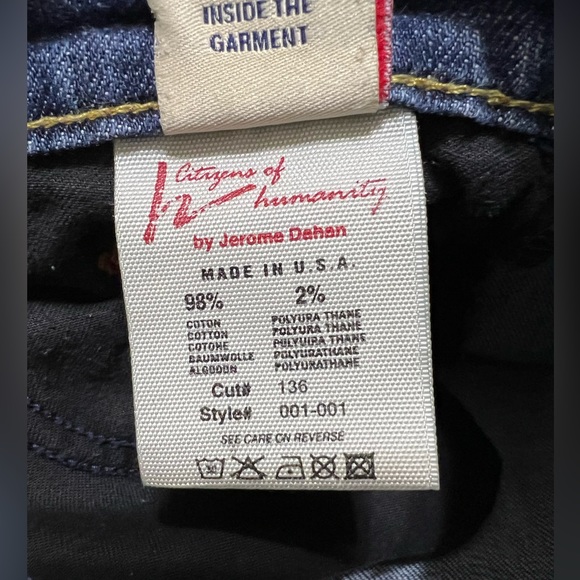 INSIDE THE
GARMENT
Citizens of
humanity
by Jerome Dahan
MADE IN U.S.A.
98% 2%
COTON POLYURA THANE
COTTON POLYURA THANE
COTONE POLYUIRA THANE
BAUMWOLLE POLYURATHANE
ALGODON POLYURATHANE
Cut# 136
Style# 001-001
SEE CARE ON REVERSE